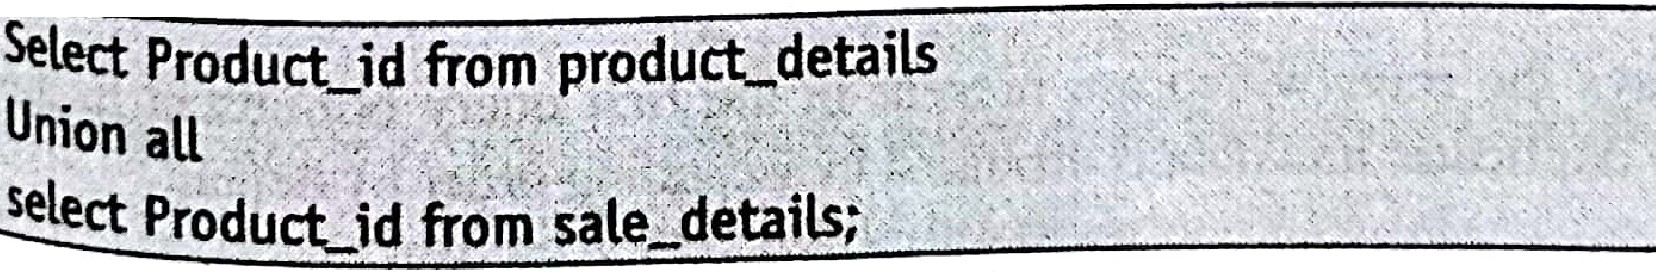 Select Product_id from product_details
Union all
select Product_id from sale_details;